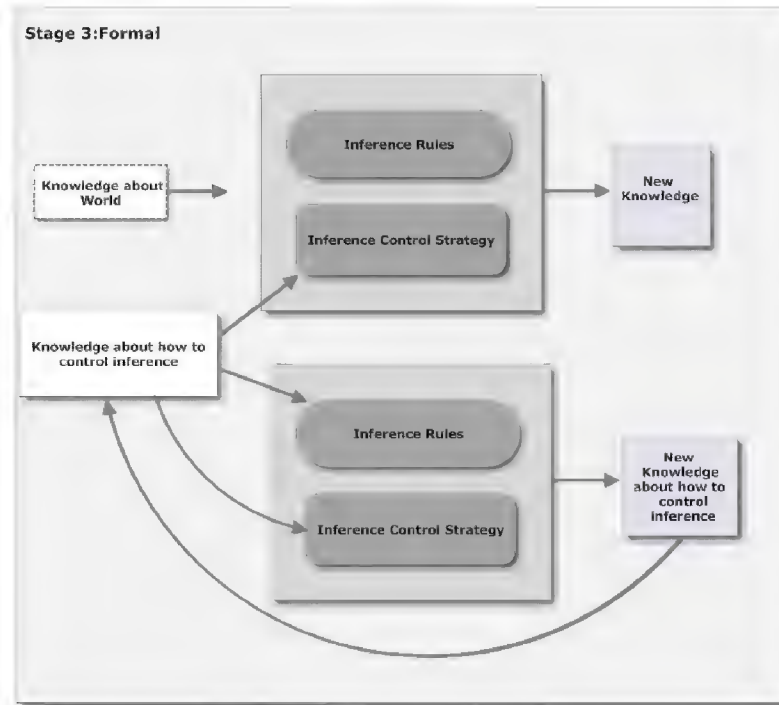 Stage 3:Formal
Inference Rules
Knowledge about
World
New
Knowledge
Inference Control Strategy
Knowledge about how to
control inference
Inference Rules
New
Knowledge
about how to
control
inference
Inference Control Strategy